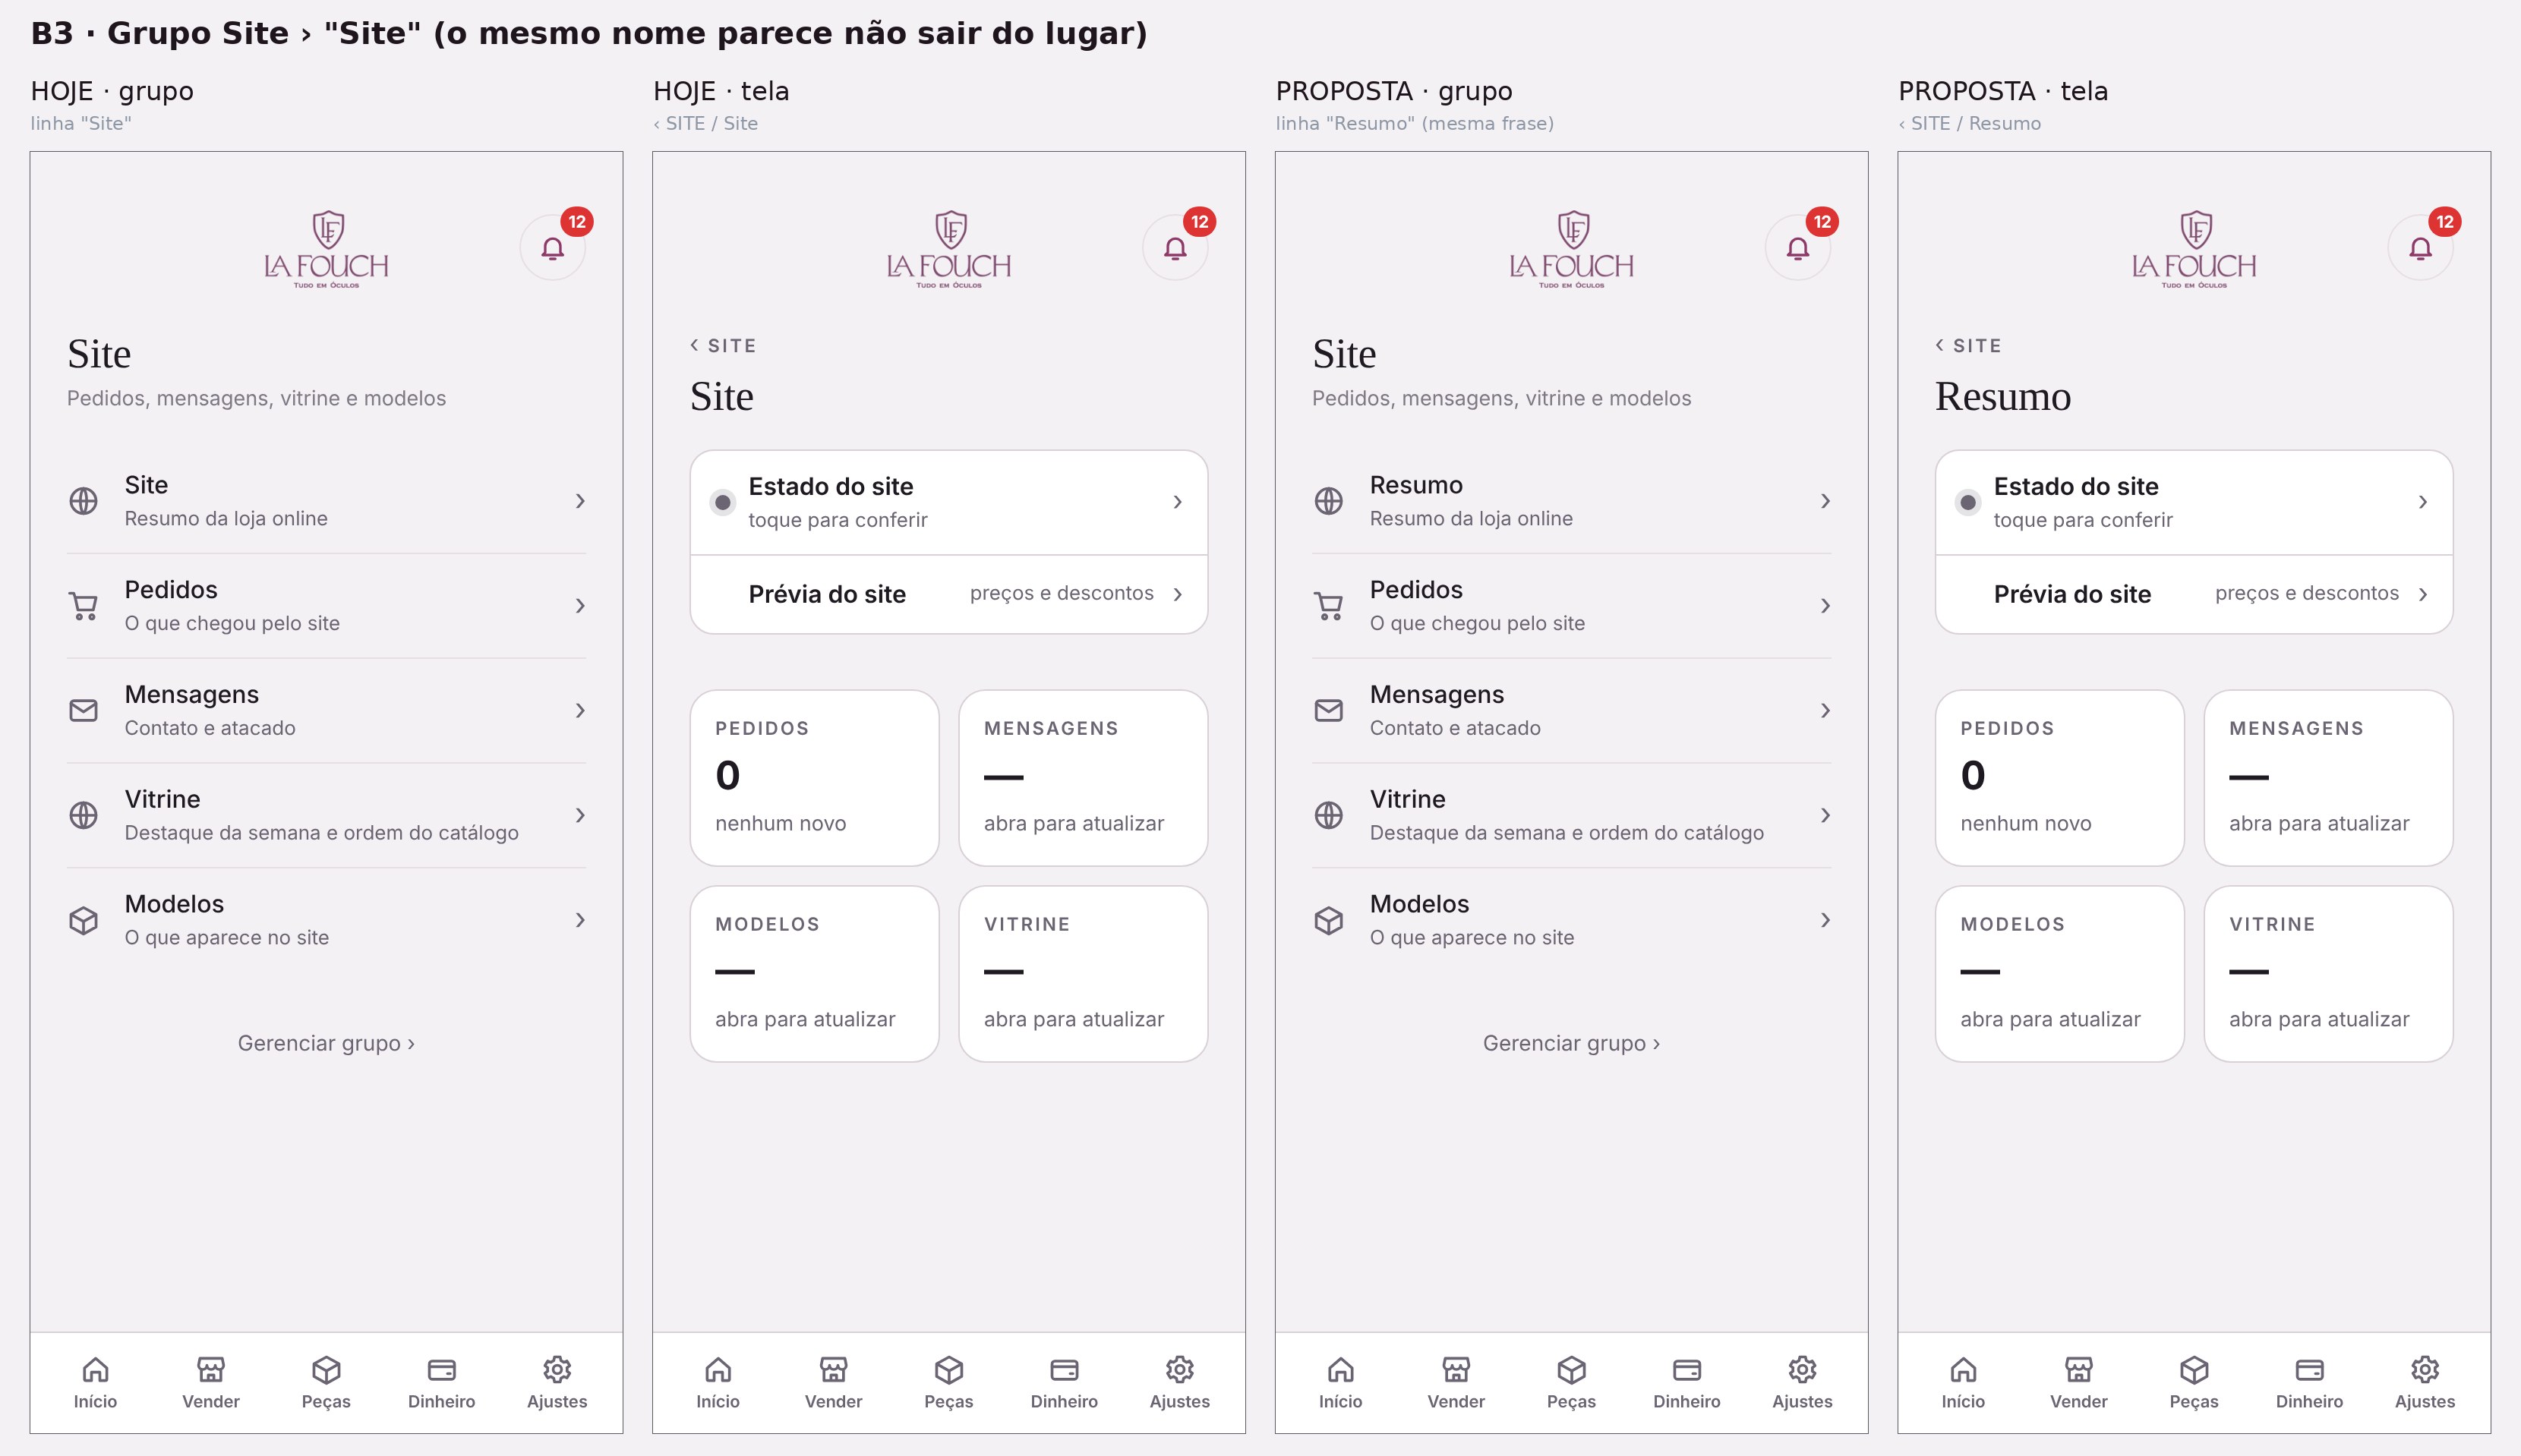 B3 · Grupo Site › "Site" (o mesmo nome parece não sair do lugar)
HOJE · grupo
linha "Site"
LF
LA FOUCH
TUDO EM ÓCULOS
12
Site
Pedidos, mensagens, vitrine e modelos
Site
Resumo da loja online
›
Pedidos
O que chegou pelo site
›
Mensagens
Contato e atacado
›
Vitrine
Destaque da semana e ordem do catálogo
›
Modelos
O que aparece no site
›
Gerenciar grupo ›
Início Vender Peças Dinheiro Ajustes
HOJE · tela
‹ SITE / Site
LF
LA FOUCH
TUDO EM ÓCULOS
12
‹ SITE
Site
Estado do site
toque para conferir
›
Prévia do site preços e descontos ›
PEDIDOS
0
nenhum novo
MENSAGENS
—
abra para atualizar
MODELOS
—
abra para atualizar
VITRINE
—
abra para atualizar
Início Vender Peças Dinheiro Ajustes
PROPOSTA · grupo
linha "Resumo" (mesma frase)
LF
LA FOUCH
TUDO EM ÓCULOS
12
Site
Pedidos, mensagens, vitrine e modelos
Resumo
Resumo da loja online
›
Pedidos
O que chegou pelo site
›
Mensagens
Contato e atacado
›
Vitrine
Destaque da semana e ordem do catálogo
›
Modelos
O que aparece no site
›
Gerenciar grupo ›
Início Vender Peças Dinheiro Ajustes
PROPOSTA · tela
‹ SITE / Resumo
LF
LA FOUCH
TUDO EM ÓCULOS
12
‹ SITE
Resumo
Estado do site
toque para conferir
›
Prévia do site preços e descontos ›
PEDIDOS
0
nenhum novo
MENSAGENS
—
abra para atualizar
MODELOS
—
abra para atualizar
VITRINE
—
abra para atualizar
Início Vender Peças Dinheiro Ajustes